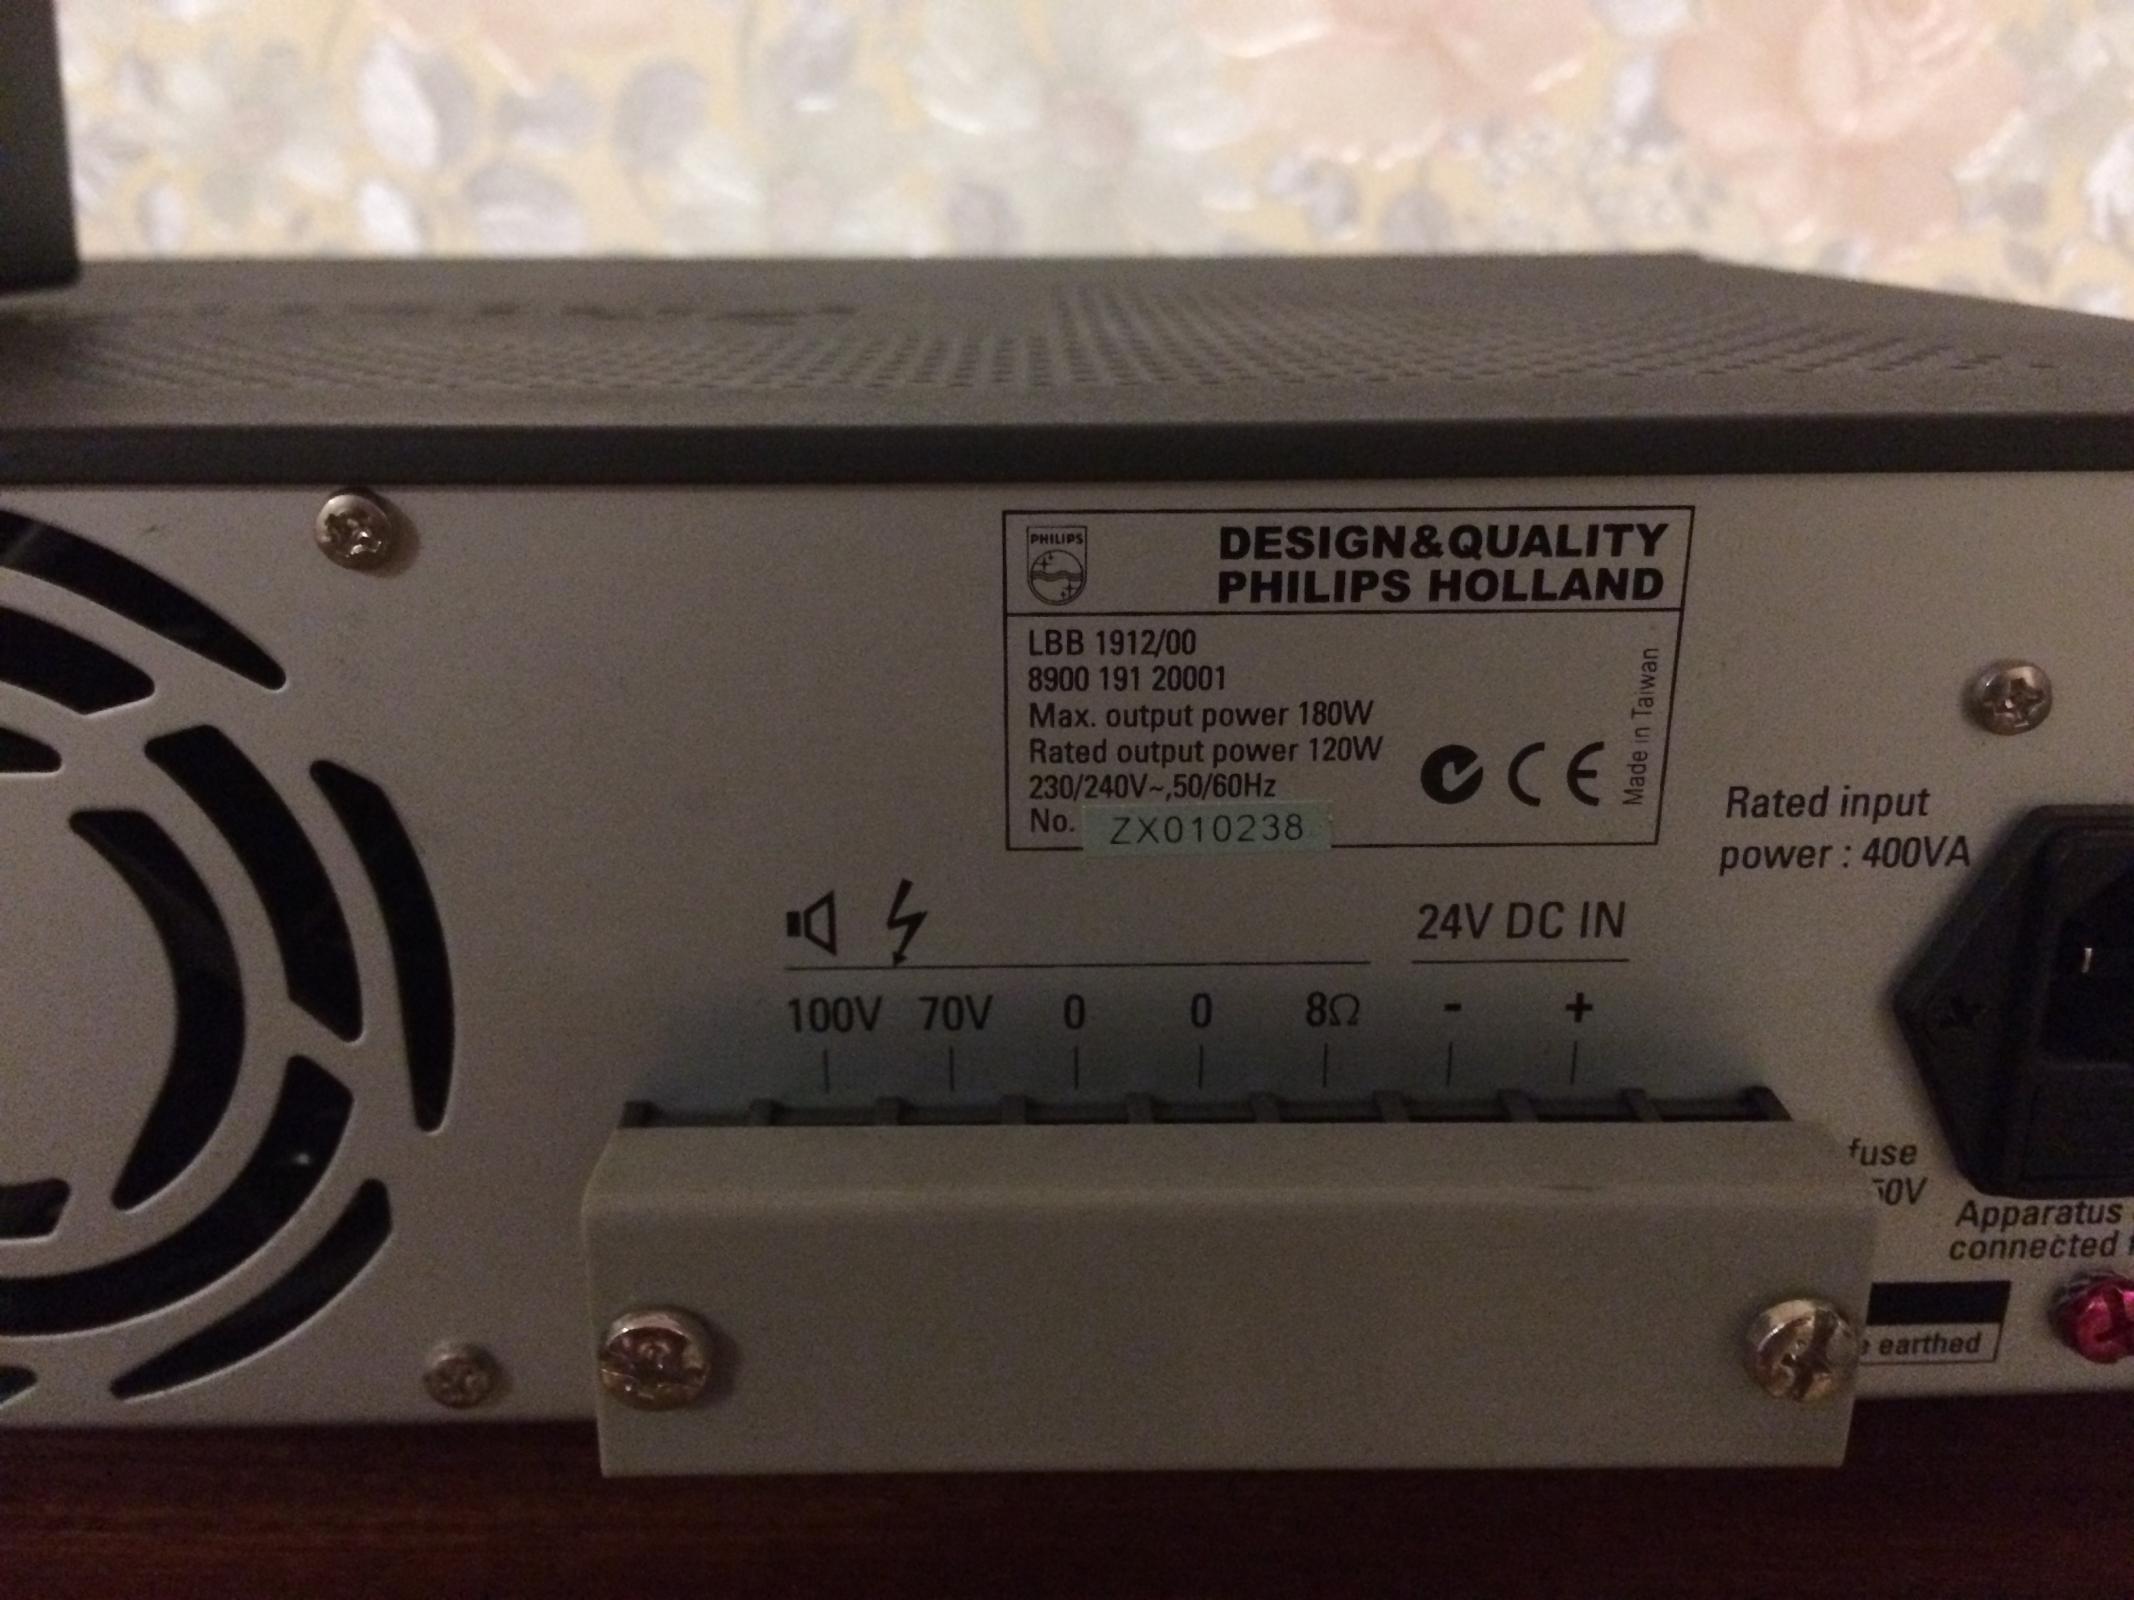 PHILIPS
DESIGN&QUALITY
PHILIPS HOLLAND
LBB 1912/00
8900 191 20001
Max. output power 180W
Rated output power 120W
230/240V~,50/60Hz
No. ZX010238
CE
Made in Taiwan
Rated input
power : 400VA
24V DC IN
100V 70V 0 0 8Ω - +
fuse
50V
Apparatus
connected
earthed